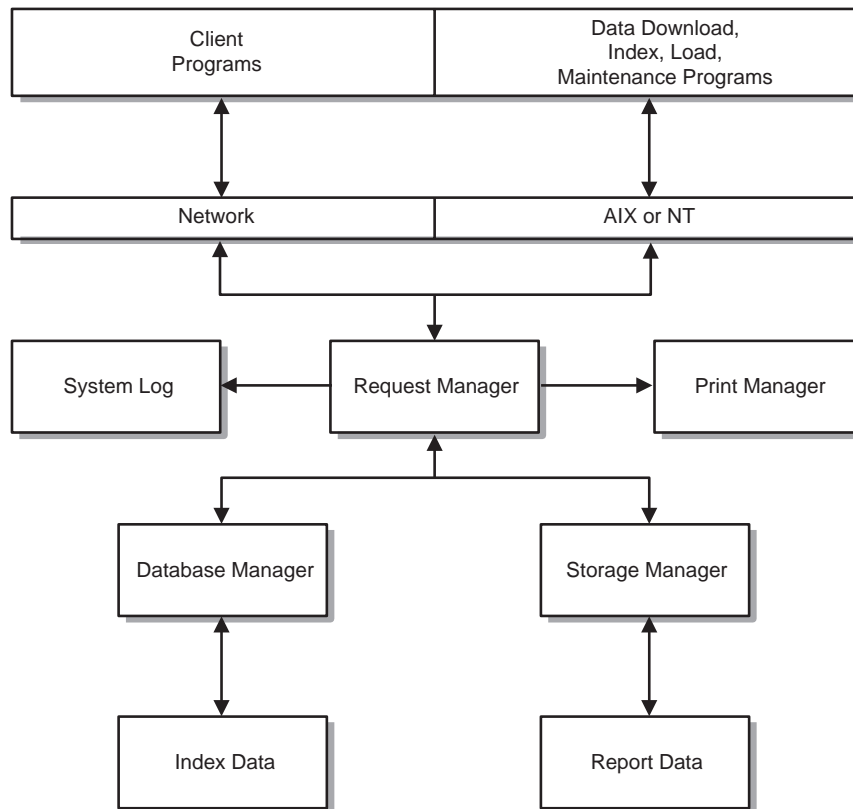 Client
Programs
Data Download,
Index, Load,
Maintenance Programs
Network
AIX or NT
System Log
Request Manager
Print Manager
Database Manager
Storage Manager
Index Data
Report Data